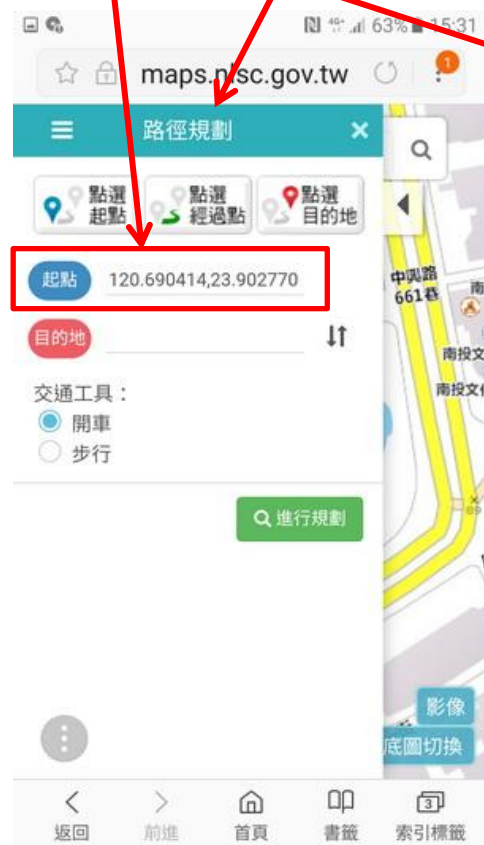 63% 15:31
maps.nlsc.gov.tw
1
路徑規劃
點選
起點
點選
經過點
點選
目的地
起點 120.690414,23.902770
目的地
交通工具：
開車
步行
進行規劃
中興路
661巷
南
南投文
南投文化
影像
底圖切換
返回
前進
首頁
書籤
3
索引標籤